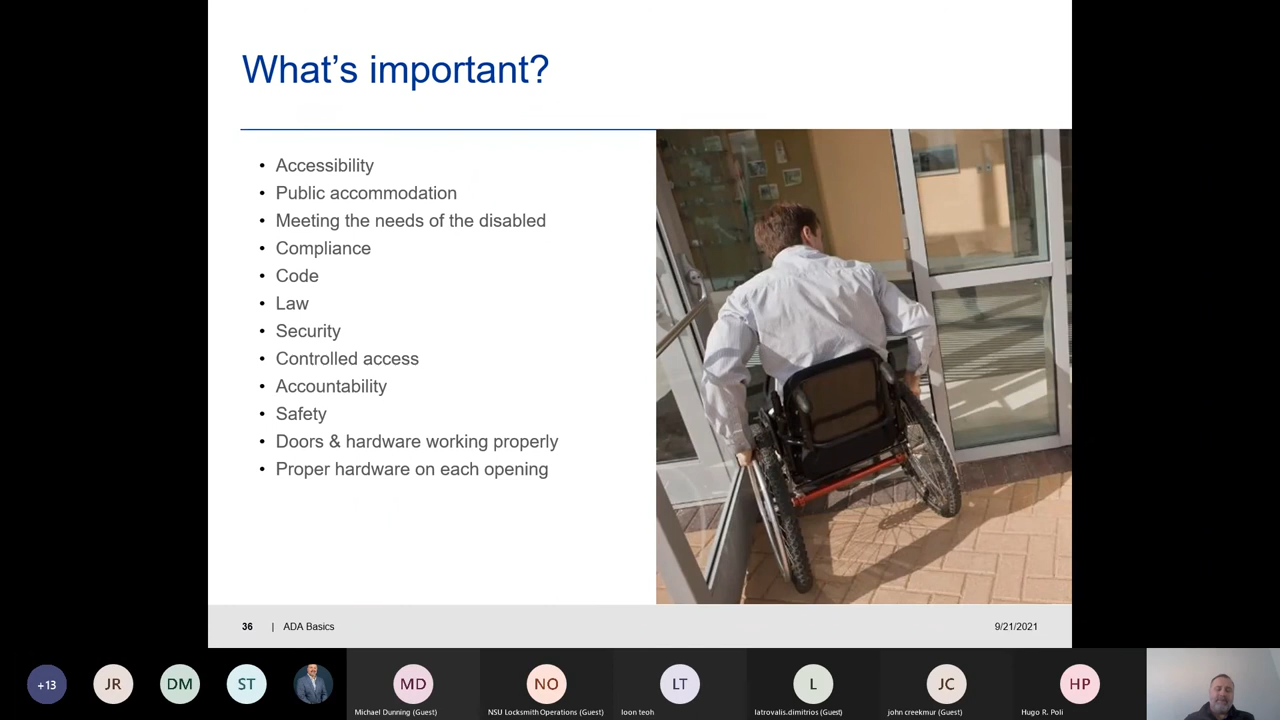 What's important?
• Accessibility
• Public accommodation
• Meeting the needs of the disabled
• Compliance
• Code
• Law
• Security
• Controlled access
• Accountability
• Safety
• Doors & hardware working properly
• Proper hardware on each opening
36 | ADA Basics 9/21/2021
+13 JR DM ST MD NO LT L JC HP
Michael Dunning (Guest) NSU Locksmith Operations (Guest) loon teoh Iatrovalis.dimitrios (Guest) john creekmur (Guest) Hugo R. Poli